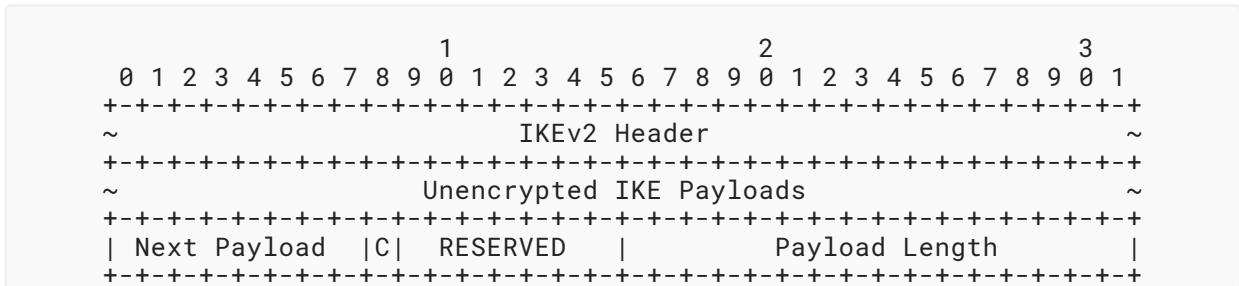 1                   2                   3
 0 1 2 3 4 5 6 7 8 9 0 1 2 3 4 5 6 7 8 9 0 1 2 3 4 5 6 7 8 9 0 1
+-+-+-+-+-+-+-+-+-+-+-+-+-+-+-+-+-+-+-+-+-+-+-+-+-+-+-+-+-+-+-+-+
~                         IKEv2 Header                          ~
+-+-+-+-+-+-+-+-+-+-+-+-+-+-+-+-+-+-+-+-+-+-+-+-+-+-+-+-+-+-+-+-+
~                   Unencrypted IKE Payloads                    ~
+-+-+-+-+-+-+-+-+-+-+-+-+-+-+-+-+-+-+-+-+-+-+-+-+-+-+-+-+-+-+-+-+
| Next Payload  |C|  RESERVED   |         Payload Length        |
+-+-+-+-+-+-+-+-+-+-+-+-+-+-+-+-+-+-+-+-+-+-+-+-+-+-+-+-+-+-+-+-+